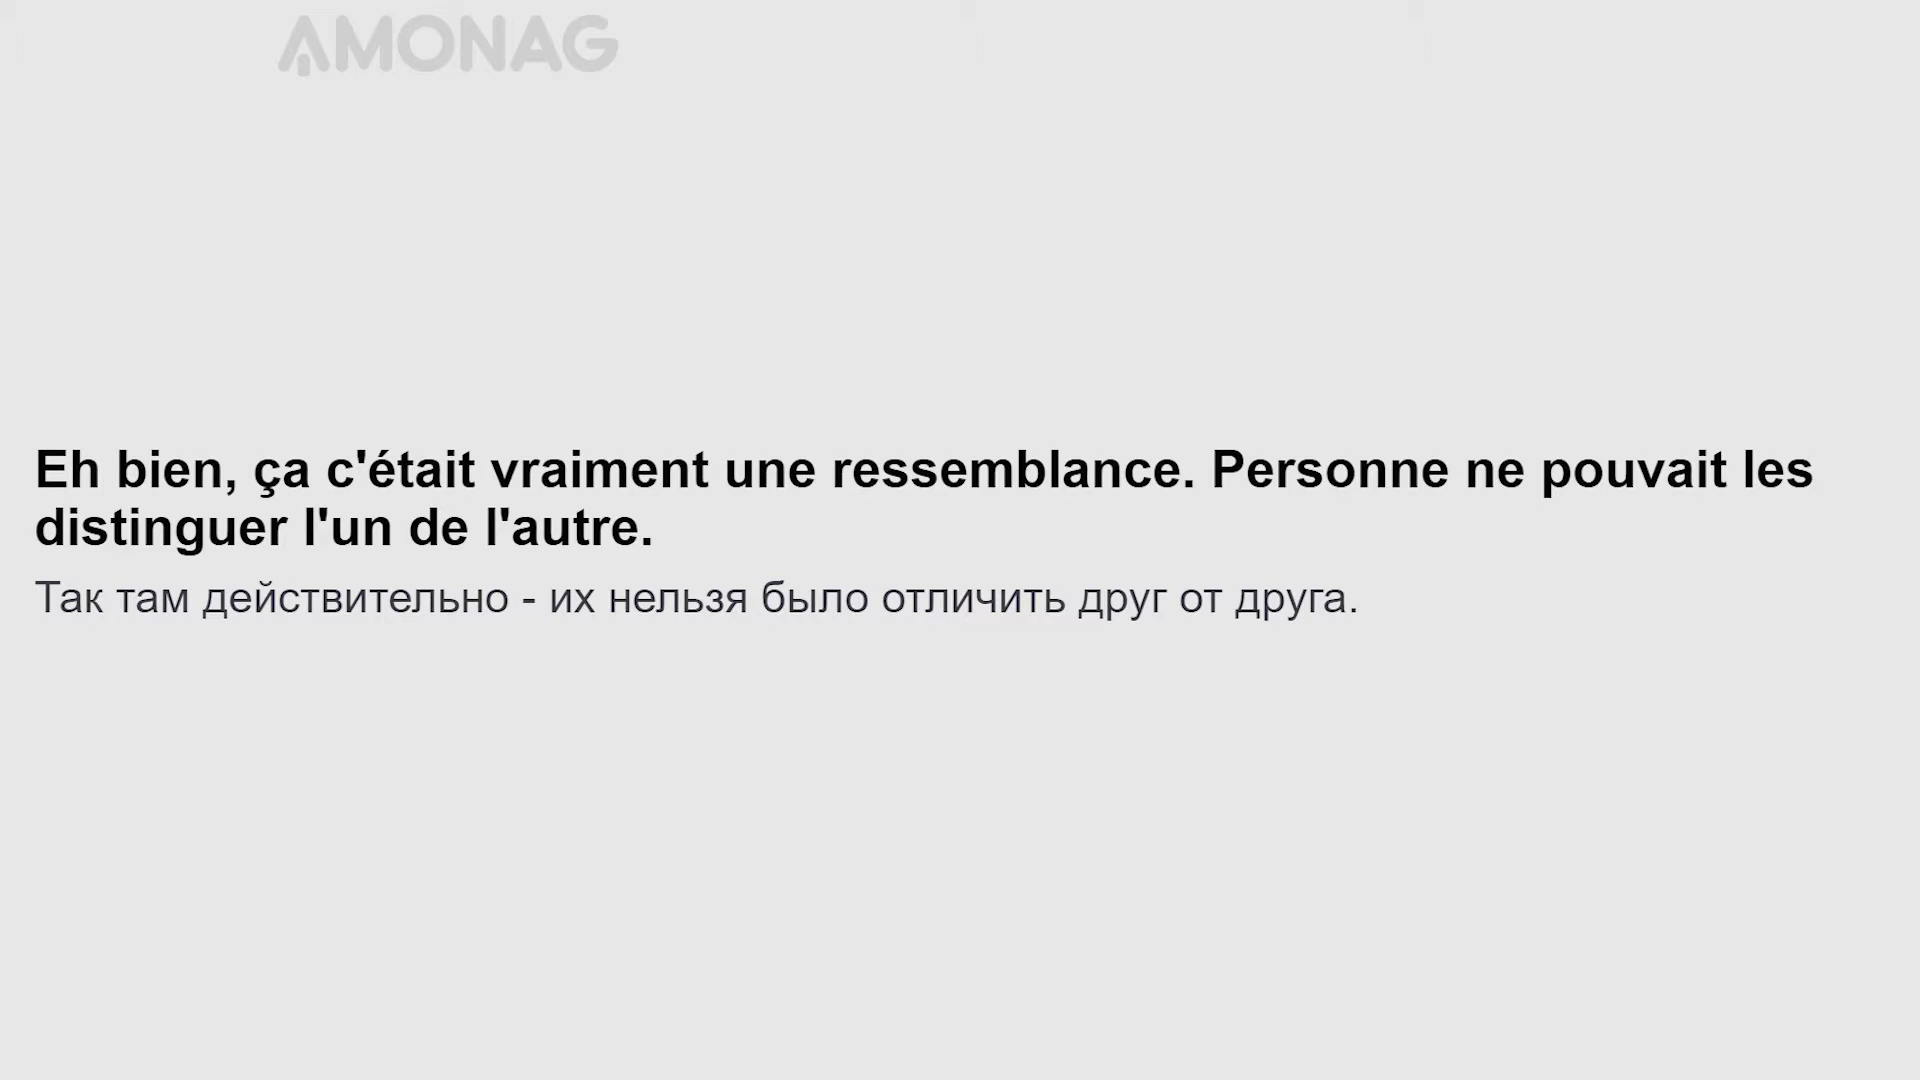 AMONAG
Eh bien, ça c'était vraiment une ressemblance. Personne ne pouvait les
distinguer l'un de l'autre.
Так там действительно - их нельзя было отличить друг от друга.